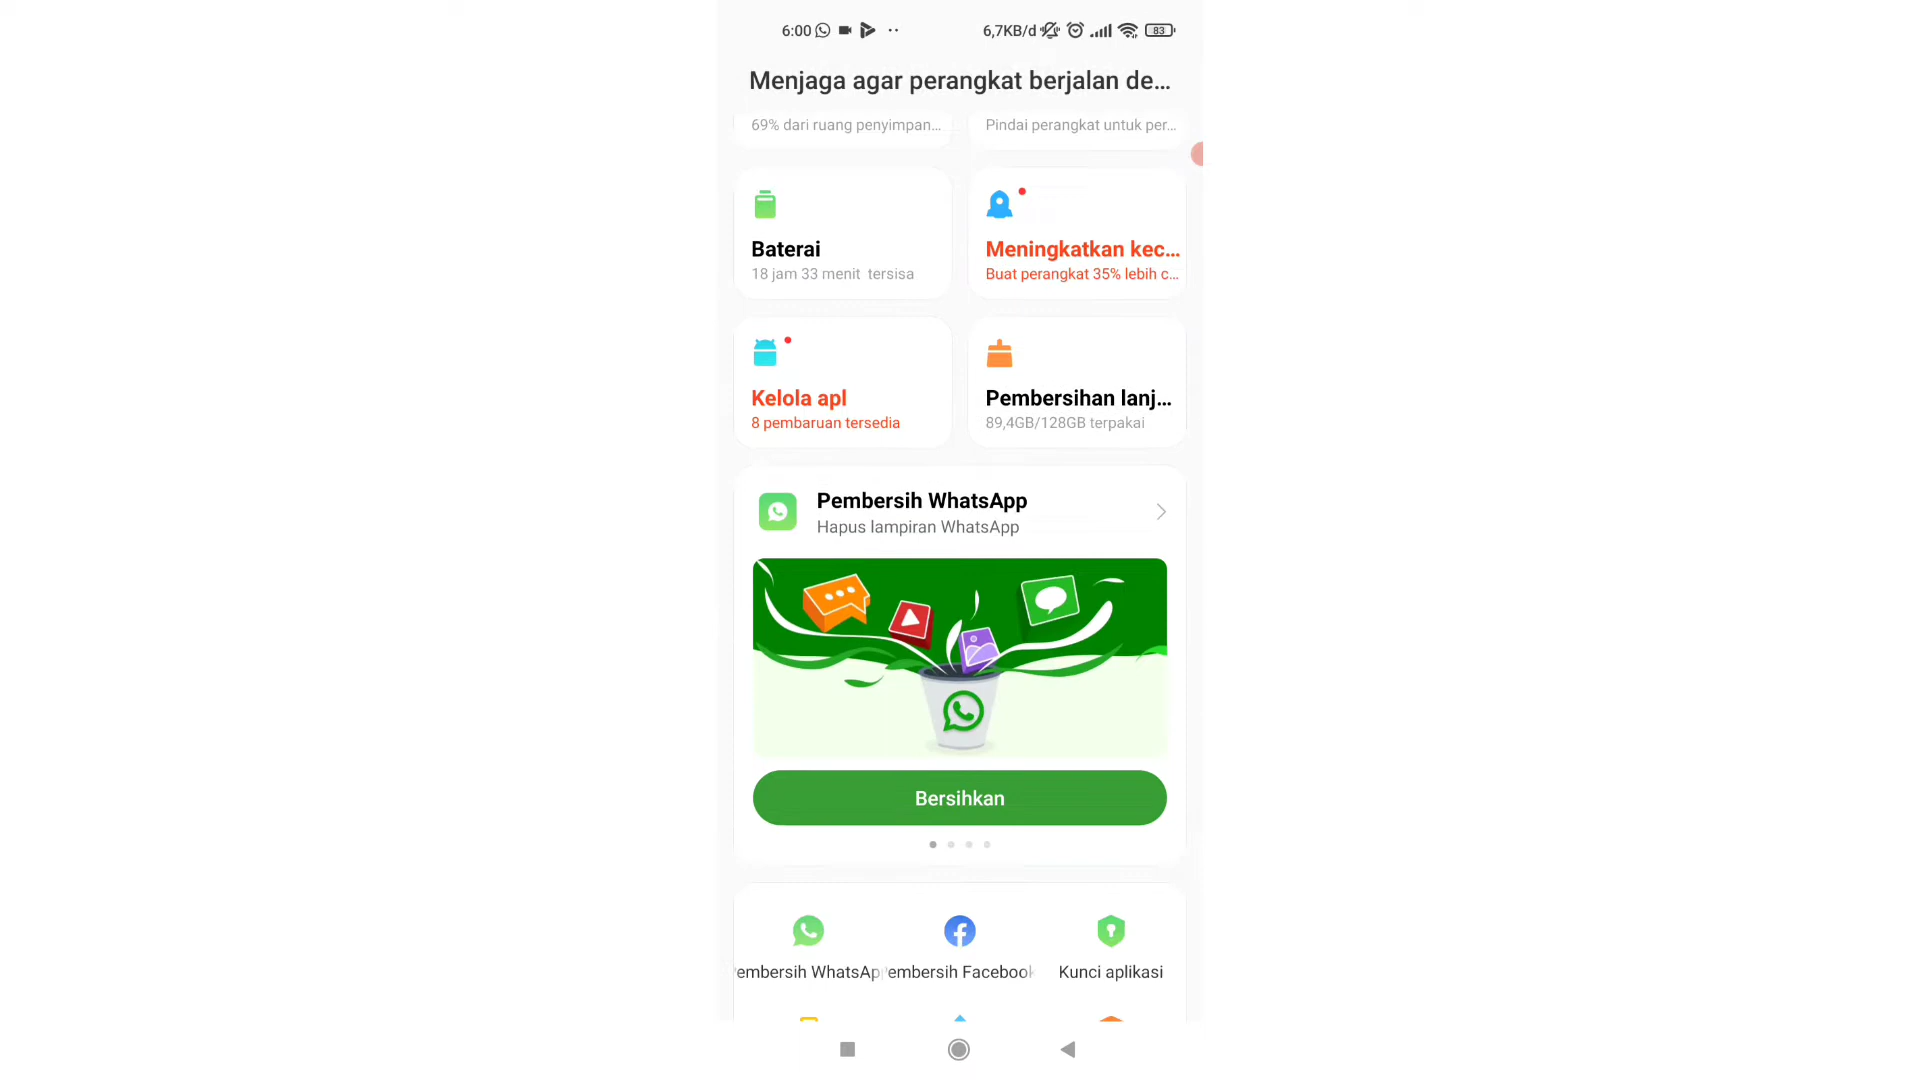 6:00
6,7KB/d
83
Menjaga agar perangkat berjalan de...
69% dari ruang penyimpan...
Pindai perangkat untuk per...
Baterai
18 jam 33 menit tersisa
Meningkatkan kec...
Buat perangkat 35% lebih c...
Kelola apl
8 pembaruan tersedia
Pembersihan lanj...
89,4GB/128GB terpakai
Pembersih WhatsApp
Hapus lampiran WhatsApp
Bersihkan
embersih WhatsAp
embersih Facebook
Kunci aplikasi